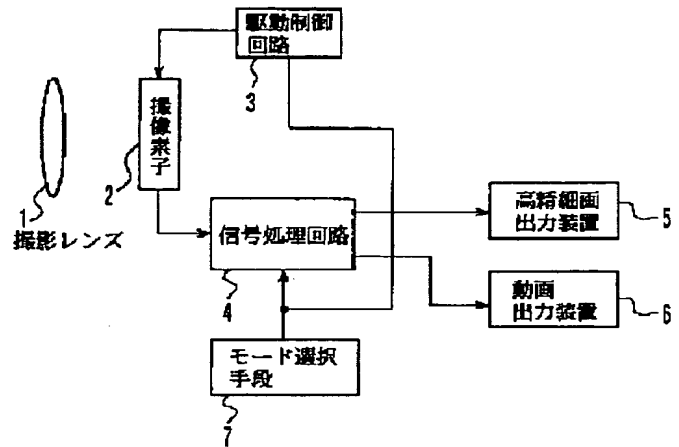 駆動制御
回路
3
撮像素子
2
1
撮影レンズ
信号処理回路
4
高精細画
出力装置
5
動画
出力装置
6
モード選択
手段
7